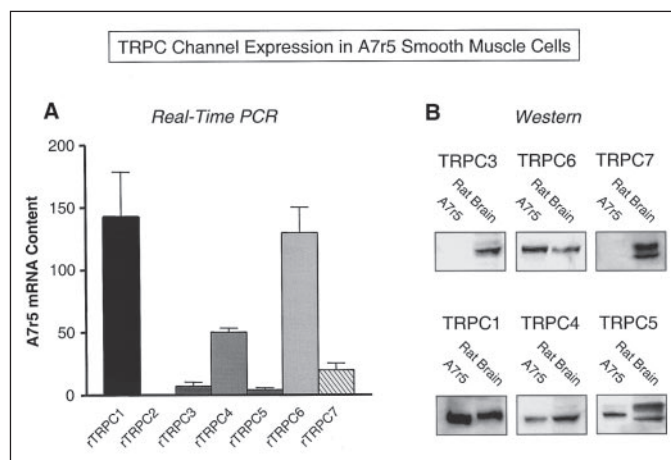 TRPC Channel Expression in A7r5 Smooth Muscle Cells
A
Real-Time PCR
A7r5 mRNA Content
200
150
100
50
0
rTRPC1
rTRPC2
rTRPC3
rTRPC4
rTRPC5
rTRPC6
rTRPC7
B
Western
TRPC3 TRPC6 TRPC7
A7r5 Rat Brain A7r5 Rat Brain A7r5 Rat Brain
TRPC1 TRPC4 TRPC5
A7r5 Rat Brain A7r5 Rat Brain A7r5 Rat Brain